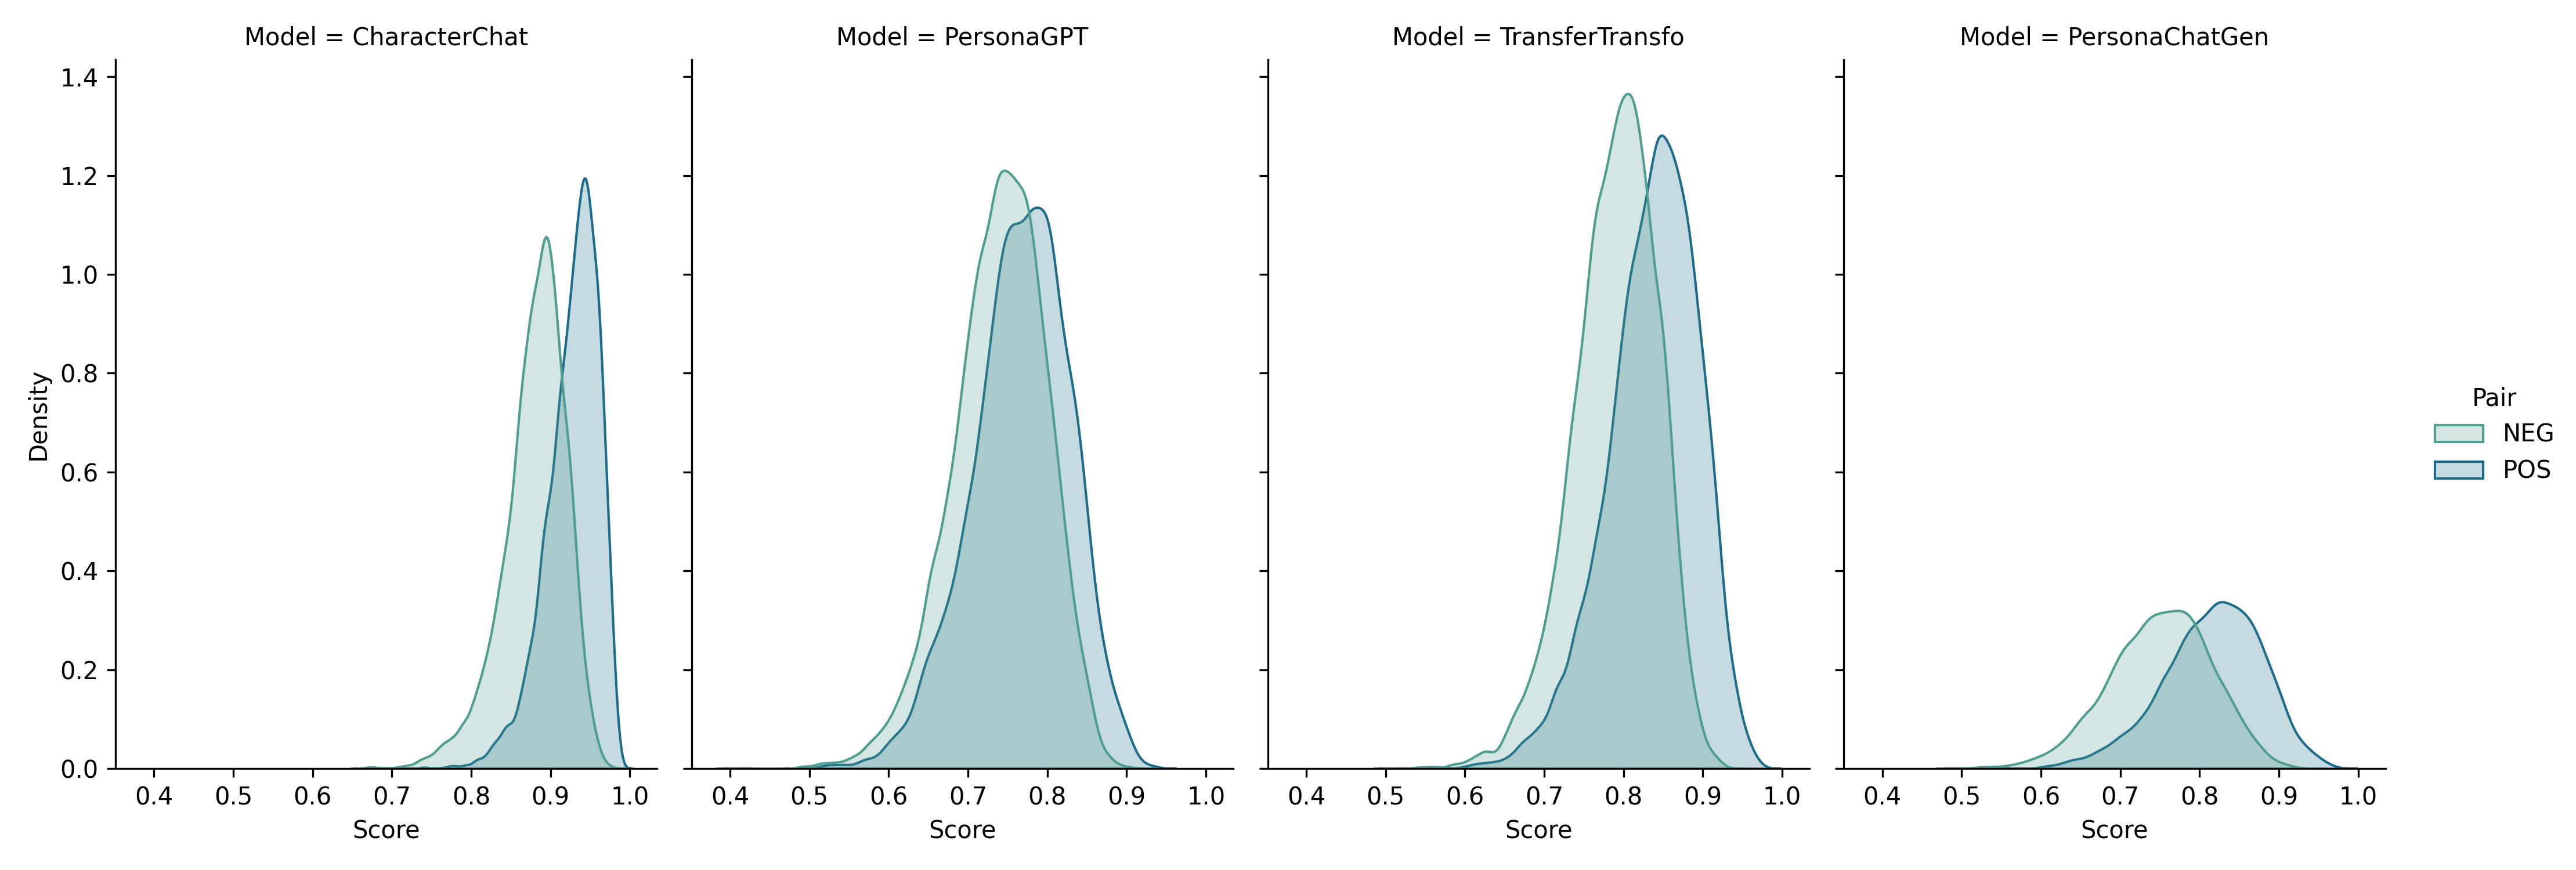 Model = CharacterChat
Model = PersonaGPT
Model = TransferTransfo
Model = PersonaChatGen
Density
1.4
1.2
1.0
0.8
0.6
0.4
0.2
0.0
0.4 0.5 0.6 0.7 0.8 0.9 1.0
0.4 0.5 0.6 0.7 0.8 0.9 1.0
0.4 0.5 0.6 0.7 0.8 0.9 1.0
0.4 0.5 0.6 0.7 0.8 0.9 1.0
Score
Score
Score
Score
Pair
NEG
POS